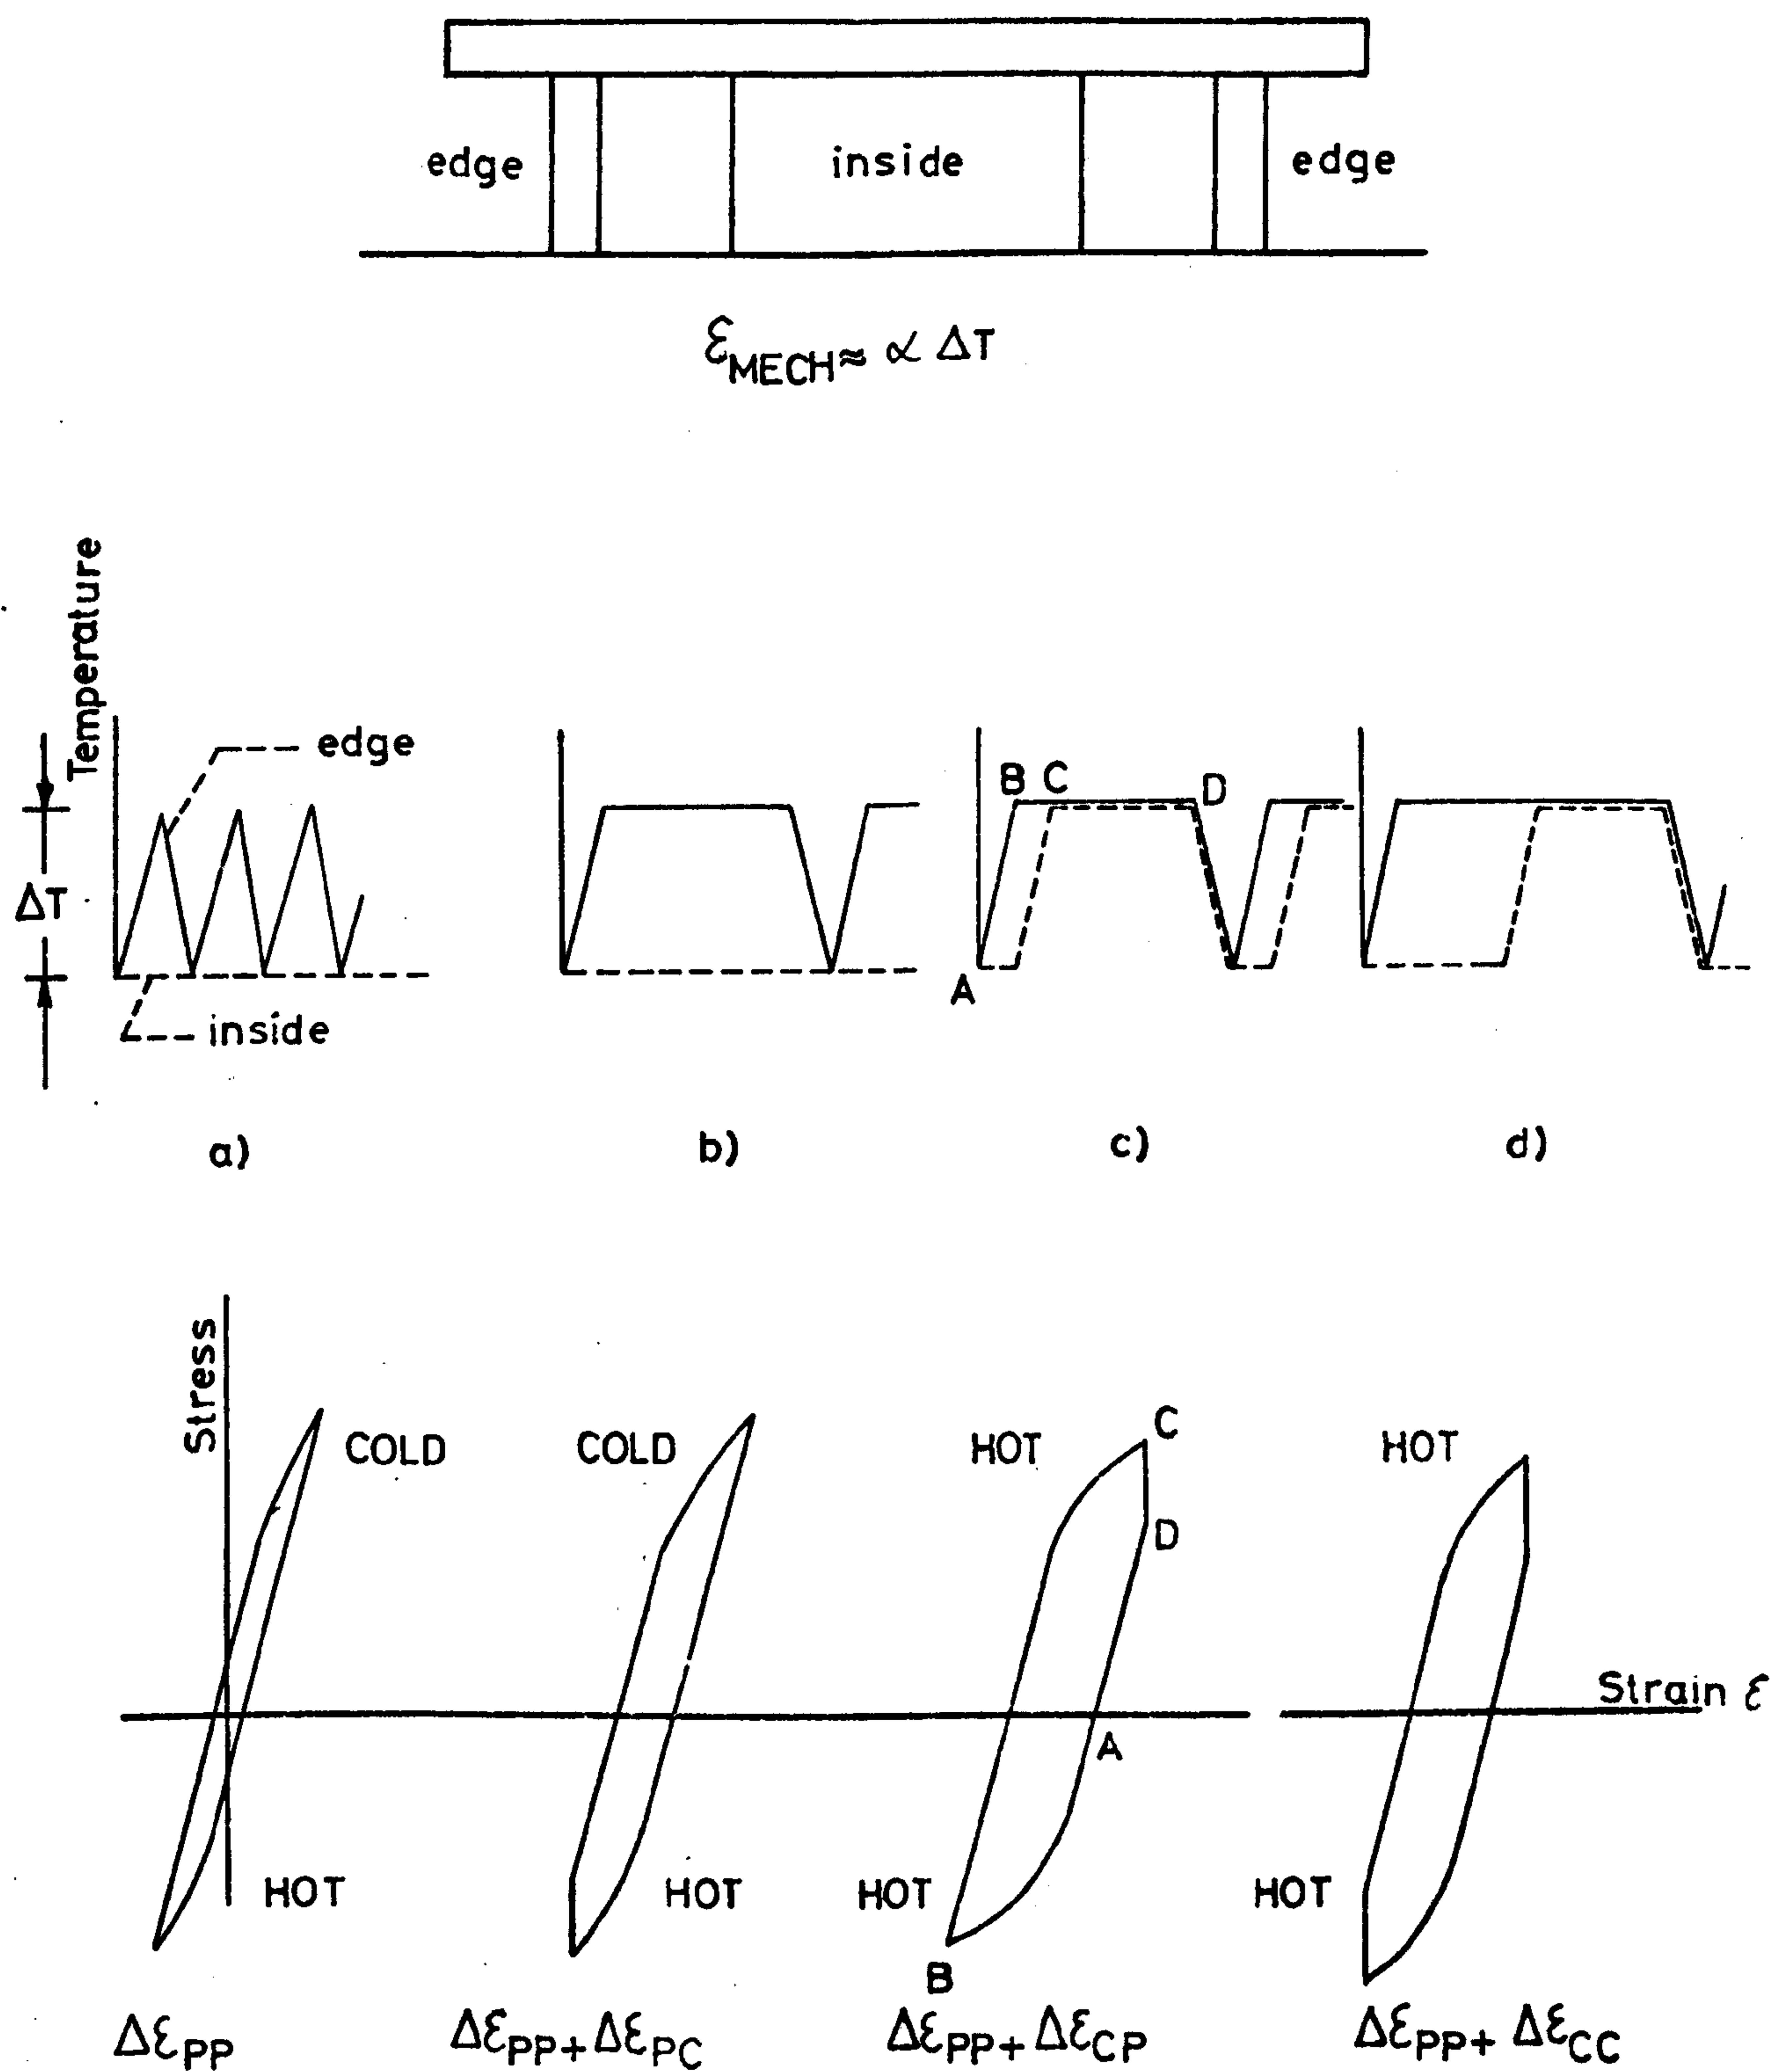 edge inside edge
ε_MECH ≈ α ΔT
Temperature
edge
B C D
ΔT
A
inside
a) b) c) d)
Stress
COLD COLD HOT C HOT
D
Strain ε
A
HOT HOT HOT HOT
B
Δε_PP Δε_PP + Δε_PC Δε_PP + Δε_CP Δε_PP + Δε_CC